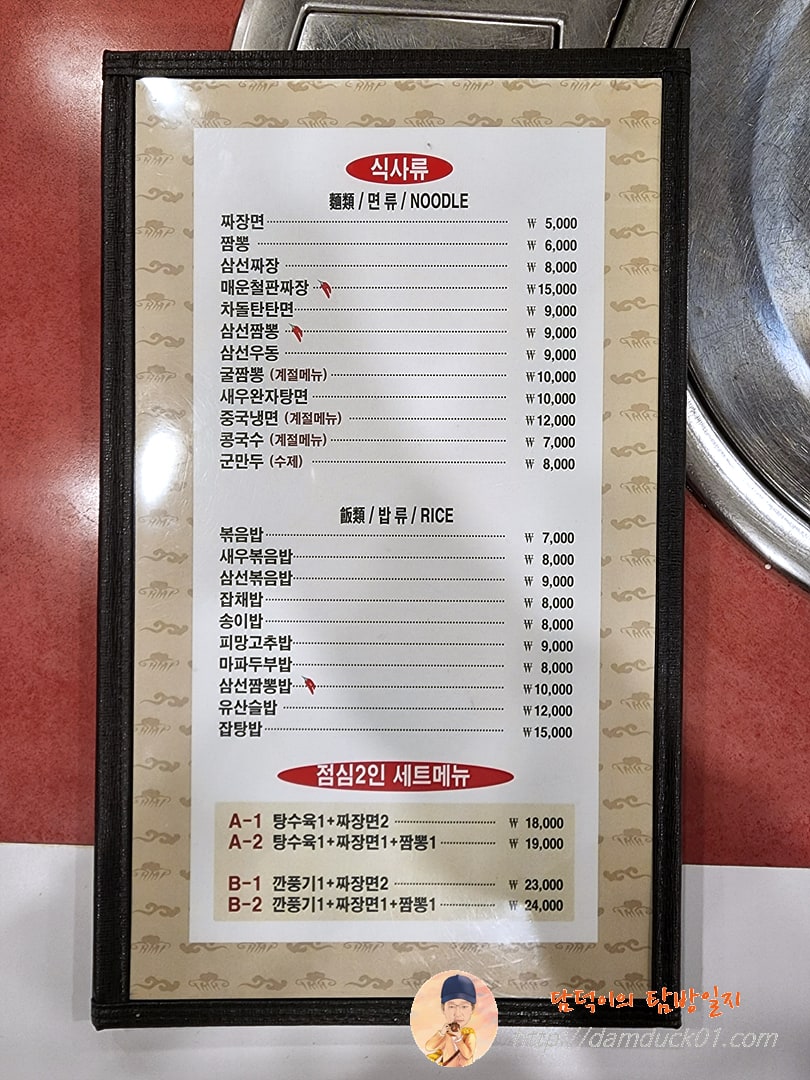 식사류
麵類 / 면 류 / NOODLE
짜장면 ₩ 5,000
짬뽕 ₩ 6,000
삼선짜장 ₩ 8,000
매운철판짜장 ₩15,000
차돌탄탄면 ₩ 9,000
삼선짬뽕 ₩ 9,000
삼선우동 ₩ 9,000
굴짬뽕 (계절메뉴) ₩10,000
새우완자탕면 ₩10,000
중국냉면 (계절메뉴) ₩12,000
콩국수 (계절메뉴) ₩ 7,000
군만두 (수제) ₩ 8,000
飯類 / 밥 류 / RICE
볶음밥 ₩ 7,000
새우볶음밥 ₩ 8,000
삼선볶음밥 ₩ 9,000
잡채밥 ₩ 8,000
송이밥 ₩ 8,000
피망고추밥 ₩ 9,000
마파두부밥 ₩ 8,000
삼선짬뽕밥 ₩10,000
유산슬밥 ₩12,000
잡탕밥 ₩15,000
점심2인 세트메뉴
A-1 탕수육1+짜장면2 ₩ 18,000
A-2 탕수육1+짜장면1+짬뽕1 ₩ 19,000
B-1 깐풍기1+짜장면2 ₩ 23,000
B-2 깐풍기1+짜장면1+짬뽕1 ₩ 24,000
담덕이의 탐방일지
http://damduck01.com